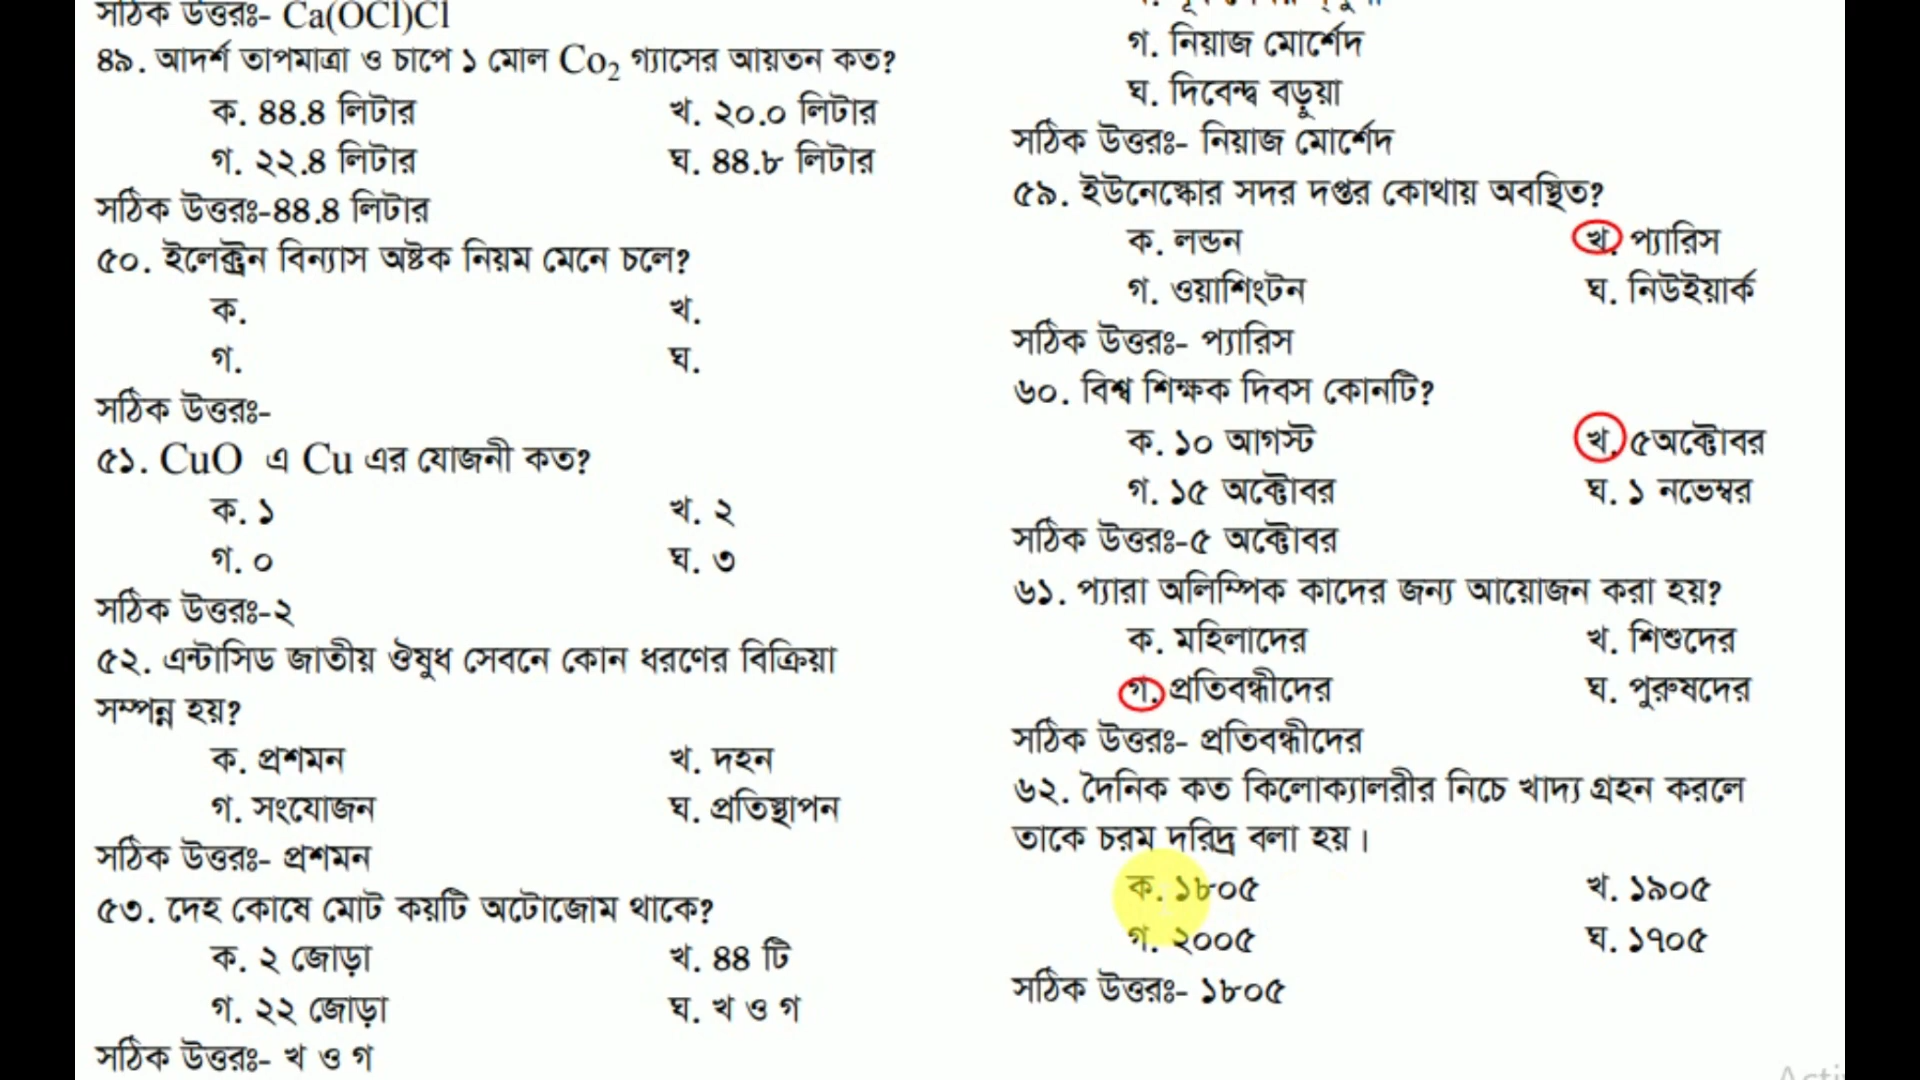 সঠিক উত্তরঃ- Ca(OCl)Cl
৪৯. আদর্শ তাপমাত্রা ও চাপে ১ মোল Co₂ গ্যাসের আয়তন কত?
ক. ৪৪.৪ লিটার খ. ২০.০ লিটার
গ. ২২.৪ লিটার ঘ. ৪৪.৮ লিটার
সঠিক উত্তরঃ-৪৪.৪ লিটার
৫০. ইলেক্ট্রন বিন্যাস অষ্টক নিয়ম মেনে চলে?
ক. খ.
গ. ঘ.
সঠিক উত্তরঃ-
৫১. CuO এ Cu এর যোজনী কত?
ক. ১ খ. ২
গ. ০ ঘ. ৩
সঠিক উত্তরঃ-২
৫২. এন্টাসিড জাতীয় ঔষুধ সেবনে কোন ধরণের বিক্রিয়া
সম্পন্ন হয়?
ক. প্রশমন খ. দহন
গ. সংযোজন ঘ. প্রতিস্থাপন
সঠিক উত্তরঃ- প্রশমন
৫৩. দেহ কোষে মোট কয়টি অটোজোম থাকে?
ক. ২ জোড়া খ. ৪৪ টি
গ. ২২ জোড়া ঘ. খ ও গ
সঠিক উত্তরঃ- খ ও গ
গ. নিয়াজ মোর্শেদ
ঘ. দিবেন্দ্ব বড়ুয়া
সঠিক উত্তরঃ- নিয়াজ মোর্শেদ
৫৯. ইউনেস্কোর সদর দপ্তর কোথায় অবস্থিত?
ক. লন্ডন খ. প্যারিস
গ. ওয়াশিংটন ঘ. নিউইয়ার্ক
সঠিক উত্তরঃ- প্যারিস
৬০. বিশ্ব শিক্ষক দিবস কোনটি?
ক. ১০ আগস্ট খ. ৫অক্টোবর
গ. ১৫ অক্টোবর ঘ. ১ নভেম্বর
সঠিক উত্তরঃ-৫ অক্টোবর
৬১. প্যারা অলিম্পিক কাদের জন্য আয়োজন করা হয়?
ক. মহিলাদের খ. শিশুদের
গ. প্রতিবন্ধীদের ঘ. পুরুষদের
সঠিক উত্তরঃ- প্রতিবন্ধীদের
৬২. দৈনিক কত কিলোক্যালরীর নিচে খাদ্য গ্রহন করলে
তাকে চরম দরিদ্র বলা হয়।
ক. ১৮০৫ খ. ১৯০৫
গ. ২০০৫ ঘ. ১৭০৫
সঠিক উত্তরঃ- ১৮০৫